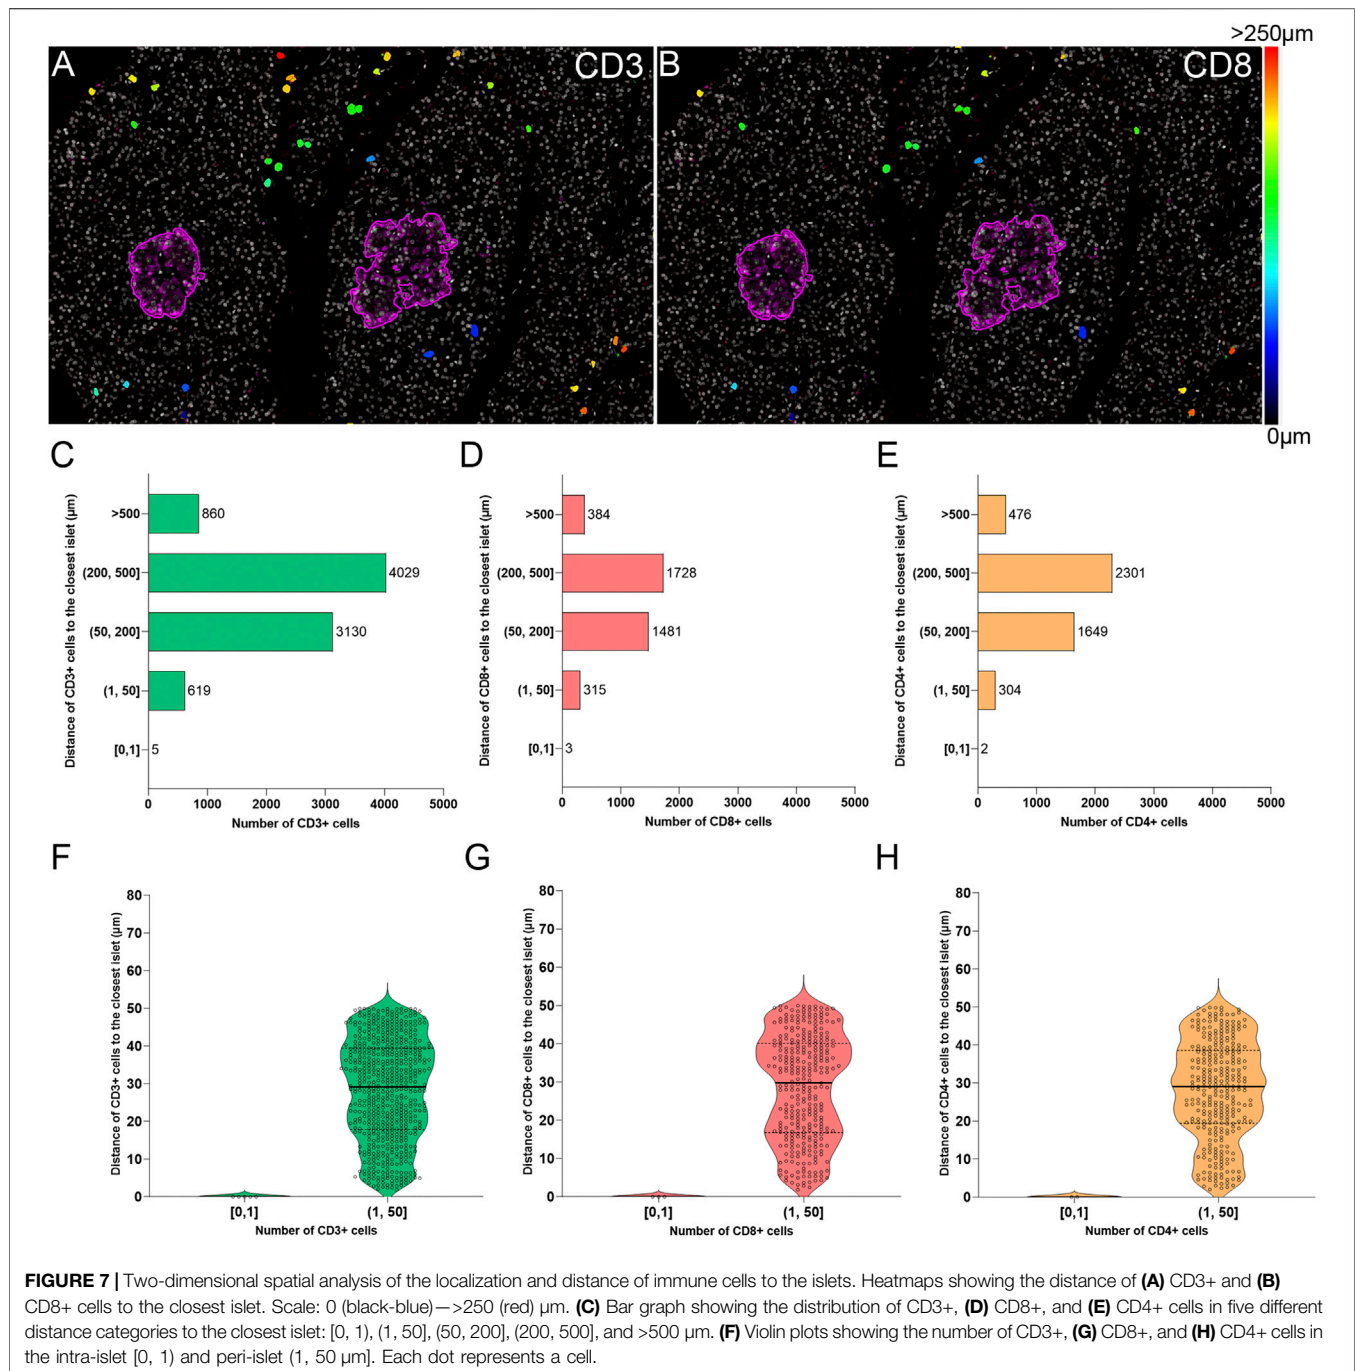 >250µm
A
CD3
B
CD8
0µm
C
Distance of CD3+ cells to the closest islet (µm)
>500
860
(200, 500]
4029
(50, 200]
3130
(1, 50]
619
[0,1]
5
0 1000 2000 3000 4000 5000
Number of CD3+ cells
D
Distance of CD8+ cells to the closest islet (µm)
>500
384
(200, 500]
1728
(50, 200]
1481
(1, 50]
315
[0,1]
3
0 1000 2000 3000 4000 5000
Number of CD8+ cells
E
Distance of CD4+ cells to the closest islet (µm)
>500
476
(200, 500]
2301
(50, 200]
1649
(1, 50]
304
[0,1]
2
0 1000 2000 3000 4000 5000
Number of CD4+ cells
F
Distance of CD3+ cells to the closest islet (µm)
80
70
60
50
40
30
20
10
0
[0,1] (1, 50]
Number of CD3+ cells
G
Distance of CD8+ cells to the closest islet (µm)
80
70
60
50
40
30
20
10
0
[0,1] (1, 50]
Number of CD8+ cells
H
Distance of CD4+ cells to the closest islet (µm)
80
70
60
50
40
30
20
10
0
[0,1] (1, 50]
Number of CD4+ cells
FIGURE 7 | Two-dimensional spatial analysis of the localization and distance of immune cells to the islets. Heatmaps showing the distance of (A) CD3+ and (B)
CD8+ cells to the closest islet. Scale: 0 (black-blue)—>250 (red) µm. (C) Bar graph showing the distribution of CD3+, (D) CD8+, and (E) CD4+ cells in five different
distance categories to the closest islet: [0, 1), (1, 50], (50, 200], (200, 500], and >500 µm. (F) Violin plots showing the number of CD3+, (G) CD8+, and (H) CD4+ cells in
the intra-islet [0, 1) and peri-islet (1, 50 µm]. Each dot represents a cell.